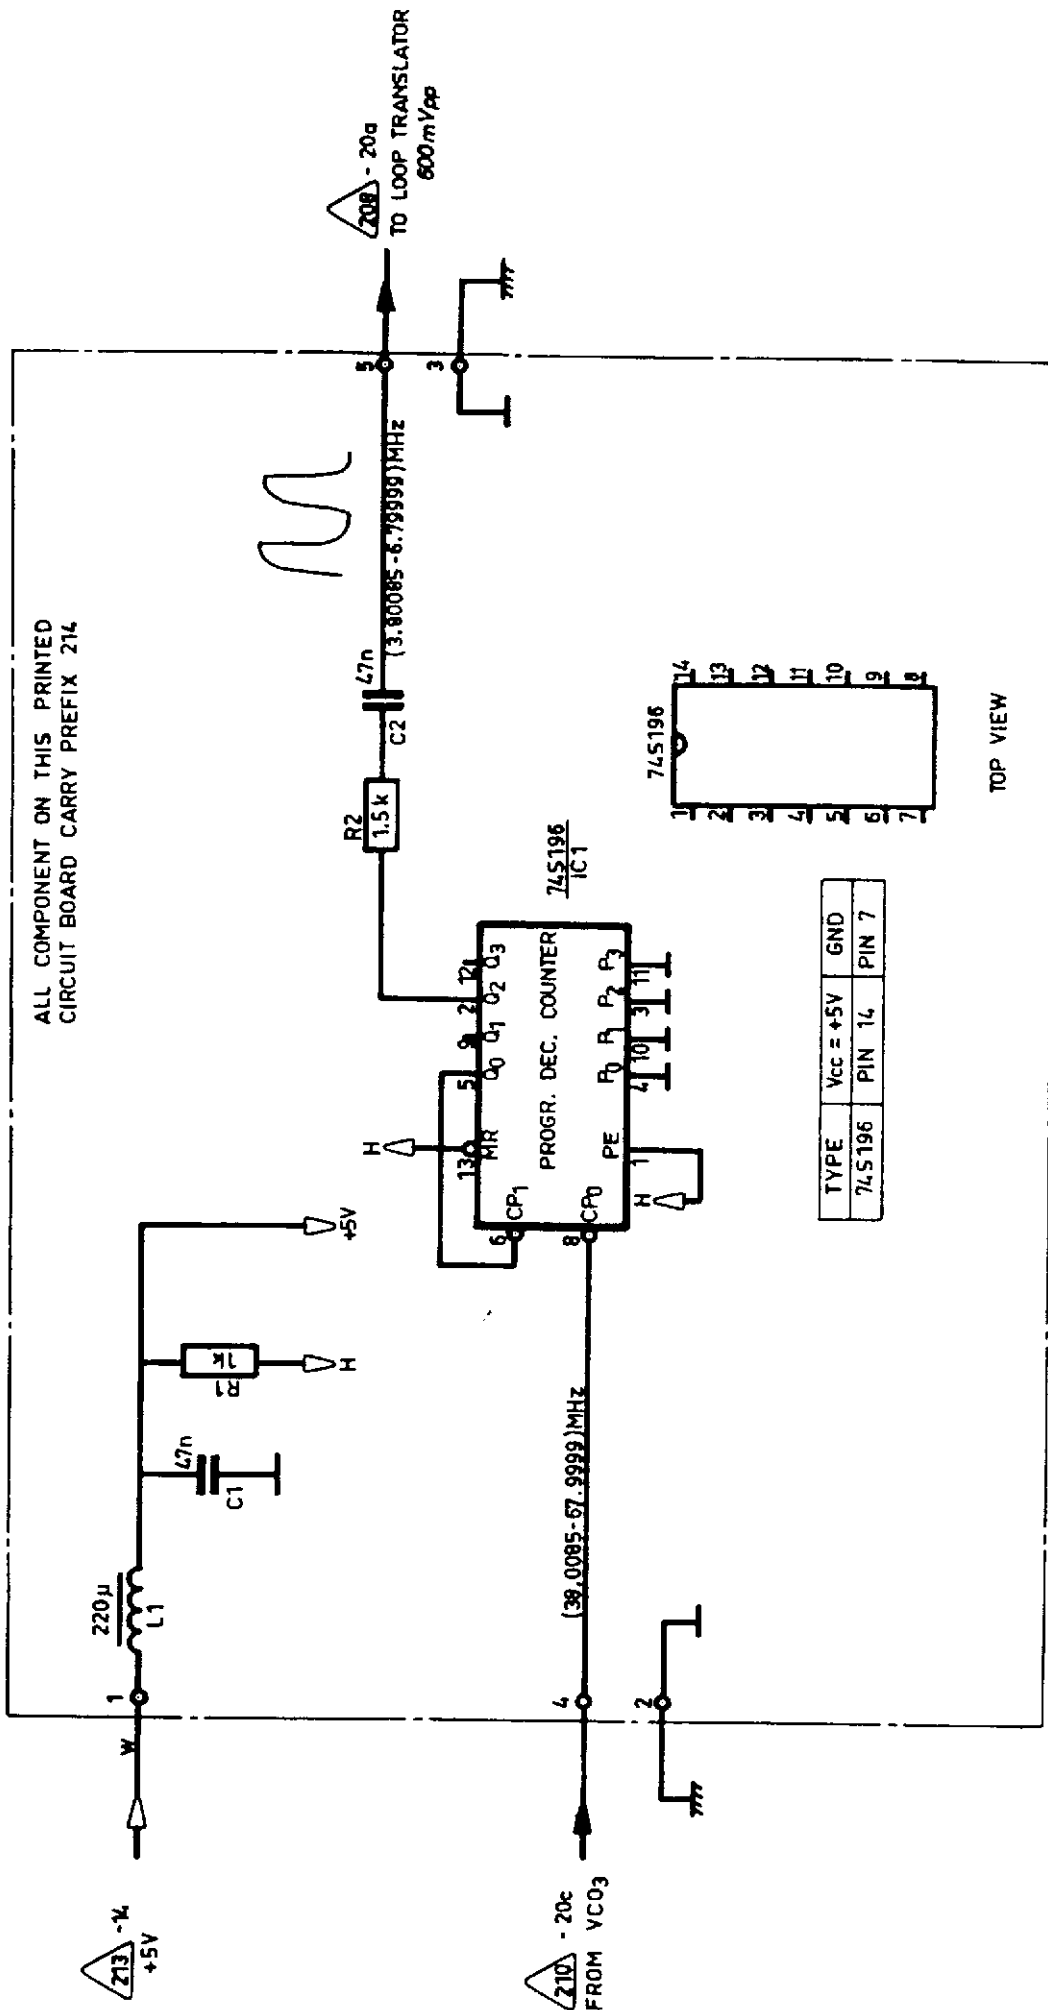 ALL COMPONENT ON THIS PRINTED
CIRCUIT BOARD CARRY PREFIX 214
213 -14
+5V
W
1
220µ
L1
47n
C1
1k
R1
H
+5V
210 - 20c
FROM VCO3
4
(38.0085-67.9999)MHz
2
H
13 MR
5 Q0
9 Q1
2 Q2
12 Q3
6 CP1
8 CP0
PROGR. DEC. COUNTER
PE
1
H
P0
4
P1
10
P2
3
P3
11
74S196
IC1
R2
1.5k
47n
C2
(3.80085-6.79999)MHz
5
208 - 20a
TO LOOP TRANSLATOR
600mVpp
3
TYPE Vcc = +5V GND
74S196 PIN 14 PIN 7
74S196
1 14
2 13
3 12
4 11
5 10
6 9
7 8
TOP VIEW